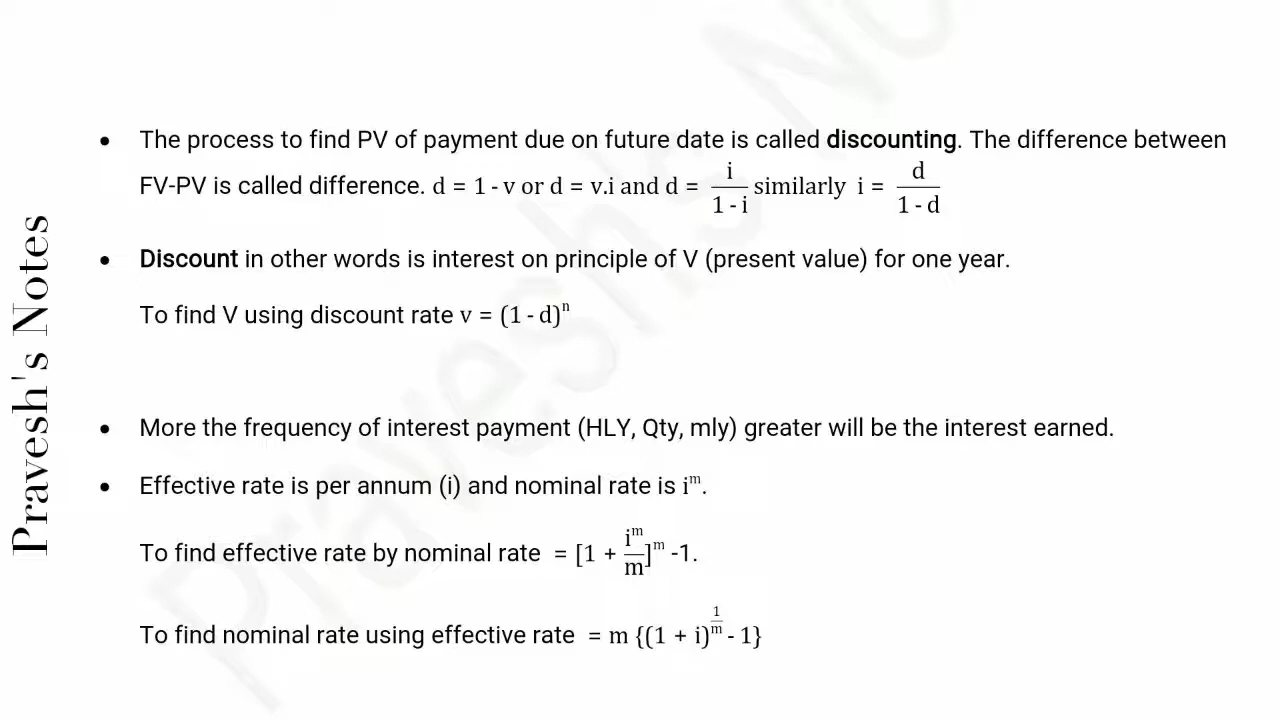 Pravesh's Notes
• The process to find PV of payment due on future date is called discounting. The difference between
FV-PV is called difference. d = 1 - v or d = v.i and d = i/(1 - i) similarly i = d/(1 - d)
• Discount in other words is interest on principle of V (present value) for one year.
To find V using discount rate v = (1 - d)ⁿ
• More the frequency of interest payment (HLY, Qty, mly) greater will be the interest earned.
• Effective rate is per annum (i) and nominal rate is iᵐ.
To find effective rate by nominal rate = [1 + iᵐ/m]ᵐ -1.
To find nominal rate using effective rate = m {(1 + i)^(1/m) - 1}
Pravesh's No